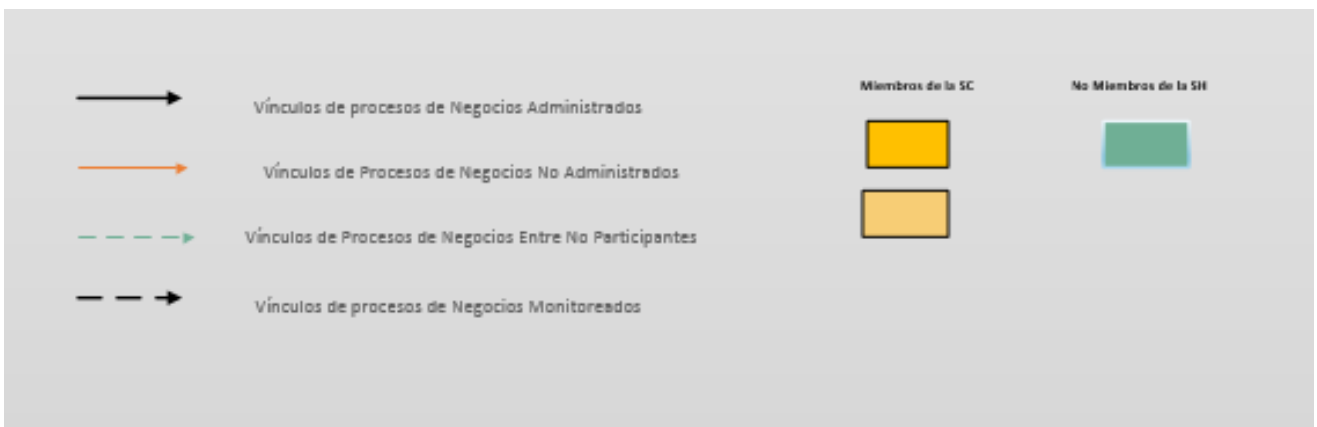 Miembros de la SC
No Miembros de la SH
Vínculos de procesos de Negocios Administrados
Vínculos de Procesos de Negocios No Administrados
Vínculos de Procesos de Negocios Entre No Participantes
Vínculos de procesos de Negocios Monitoreados